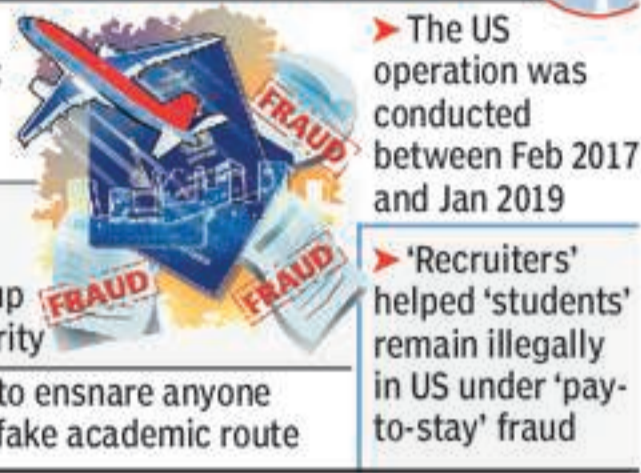 FRAUD
FRAUD
FRAUD
up
rity
to ensnare anyone
fake academic route
➤ The US
operation was
conducted
between Feb 2017
and Jan 2019
➤ 'Recruiters'
helped 'students'
remain illegally
in US under 'pay-
to-stay' fraud